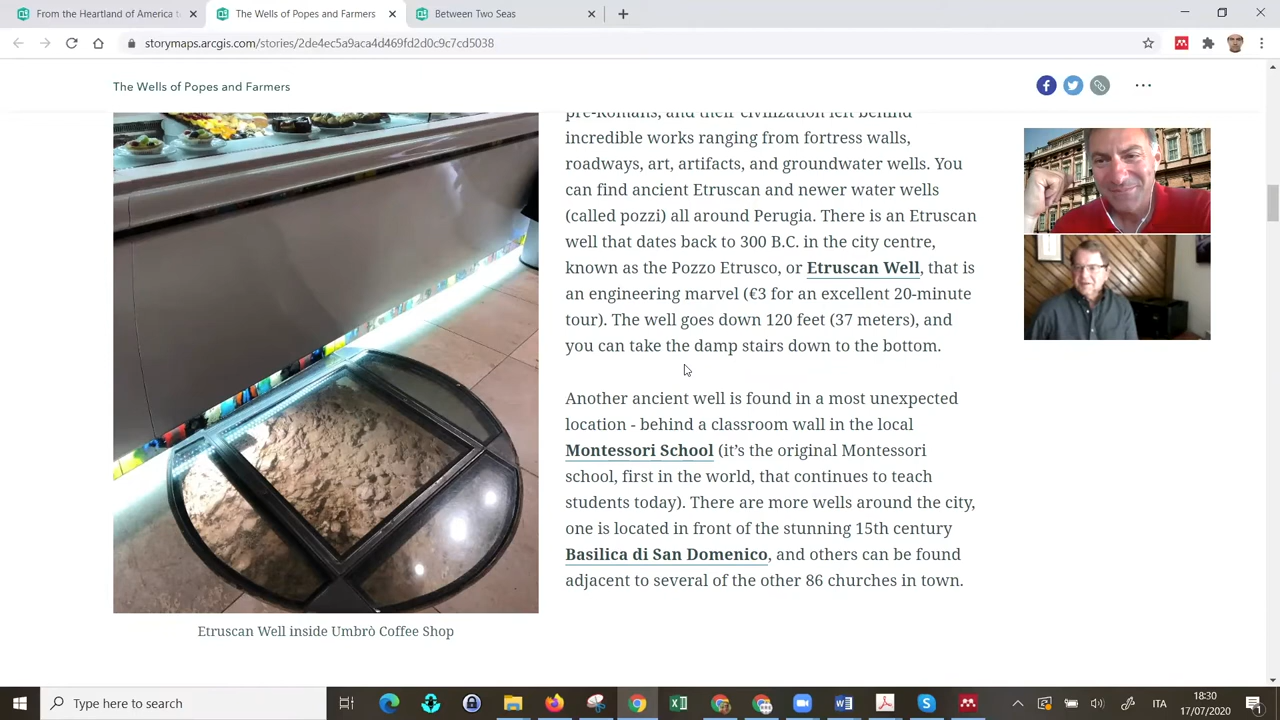 From the Heartland of America t
The Wells of Popes and Farmers
Between Two Seas
storymaps.arcgis.com/stories/2de4ec5a9aca4d469fd2d0c9c7cd5038
The Wells of Popes and Farmers
pre-Romans, and their civilization left behind
incredible works ranging from fortress walls,
roadways, art, artifacts, and groundwater wells. You
can find ancient Etruscan and newer water wells
(called pozzi) all around Perugia. There is an Etruscan
well that dates back to 300 B.C. in the city centre,
known as the Pozzo Etrusco, or Etruscan Well, that is
an engineering marvel (€3 for an excellent 20-minute
tour). The well goes down 120 feet (37 meters), and
you can take the damp stairs down to the bottom.
Another ancient well is found in a most unexpected
location - behind a classroom wall in the local
Montessori School (it’s the original Montessori
school, first in the world, that continues to teach
students today). There are more wells around the city,
one is located in front of the stunning 15th century
Basilica di San Domenico, and others can be found
adjacent to several of the other 86 churches in town.
Etruscan Well inside Umbrò Coffee Shop
Type here to search
ITA
18:30
17/07/2020